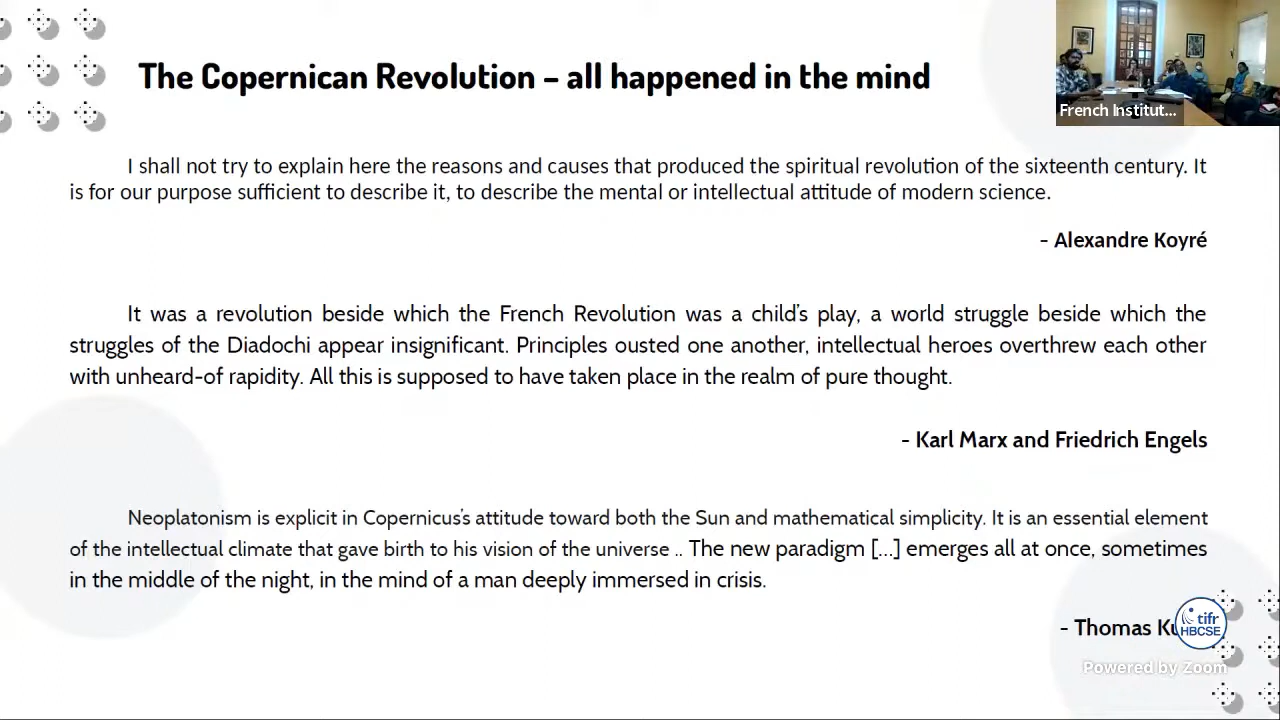 The Copernican Revolution – all happened in the mind
French Institut...
I shall not try to explain here the reasons and causes that produced the spiritual revolution of the sixteenth century. It
is for our purpose sufficient to describe it, to describe the mental or intellectual attitude of modern science.
- Alexandre Koyré
It was a revolution beside which the French Revolution was a child's play, a world struggle beside which the
struggles of the Diadochi appear insignificant. Principles ousted one another, intellectual heroes overthrew each other
with unheard-of rapidity. All this is supposed to have taken place in the realm of pure thought.
- Karl Marx and Friedrich Engels
Neoplatonism is explicit in Copernicus's attitude toward both the Sun and mathematical simplicity. It is an essential element
of the intellectual climate that gave birth to his vision of the universe .. The new paradigm [...] emerges all at once, sometimes
in the middle of the night, in the mind of a man deeply immersed in crisis.
- Thomas
tifr
HBCSE
Powered by Zoom